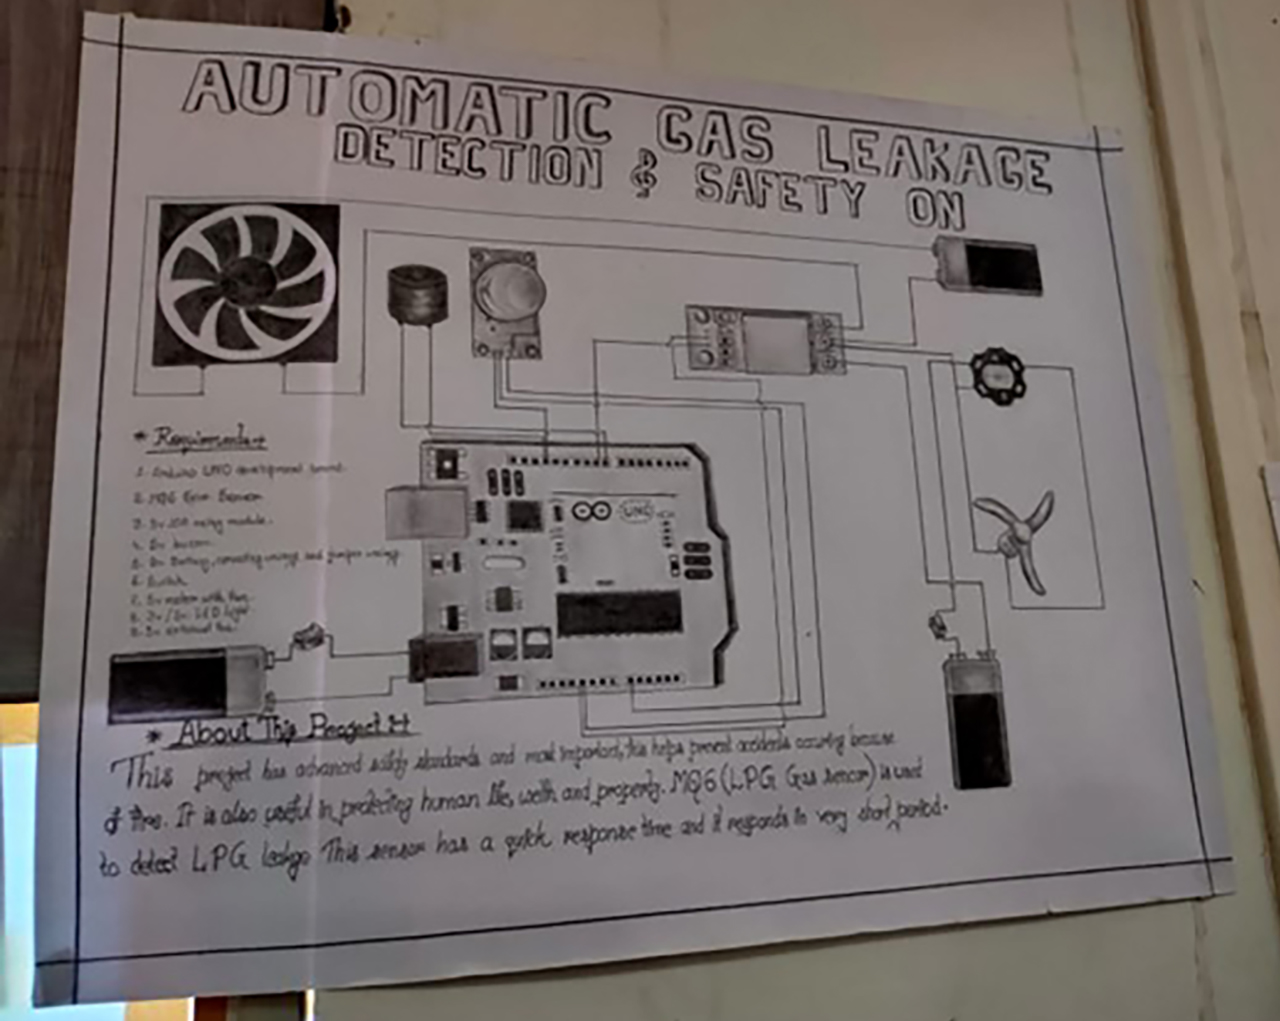 AUTOMATIC GAS LEAKAGE
DETECTION & SAFETY ON
* Requirement
1. Arduino UNO development board.
2. MQ6 Gas Sensor
3. 5v relay module.
4. 5v buzzer.
5. 9v Battery, connecting wires and jumper wires
6. Switch
7. 5v motor with fan.
8. 3v/5v LED light
9. 5v external fan
UNO
* About This Project :-
This project has advanced safety standards and most important, this helps prevent accidents occuring because
of fire. It is also useful in protecting human life, welth and property. MQ6 (LPG Gas sensor) is used
to detect LPG leakage This sensor has a quick response time and it responds in very short period.